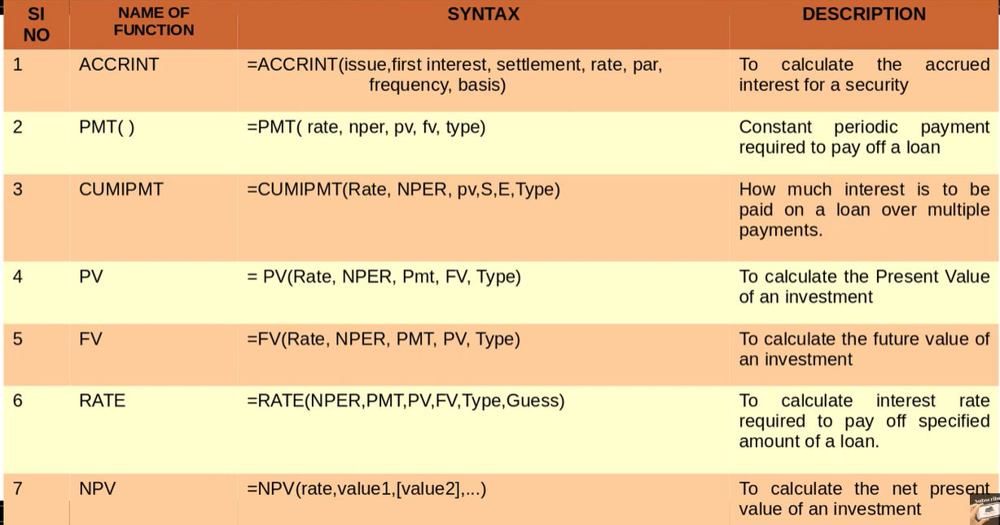 SI NO
NAME OF FUNCTION
SYNTAX
DESCRIPTION
1
ACCRINT
=ACCRINT(issue,first interest, settlement, rate, par,
frequency, basis)
To calculate the accrued
interest for a security
2
PMT( )
=PMT( rate, nper, pv, fv, type)
Constant periodic payment
required to pay off a loan
3
CUMIPMT
=CUMIPMT(Rate, NPER, pv,S,E,Type)
How much interest is to be
paid on a loan over multiple
payments.
4
PV
= PV(Rate, NPER, Pmt, FV, Type)
To calculate the Present Value
of an investment
5
FV
=FV(Rate, NPER, PMT, PV, Type)
To calculate the future value of
an investment
6
RATE
=RATE(NPER,PMT,PV,FV,Type,Guess)
To calculate interest rate
required to pay off specified
amount of a loan.
7
NPV
=NPV(rate,value1,[value2],...)
To calculate the net present
value of an investment
Subscribe